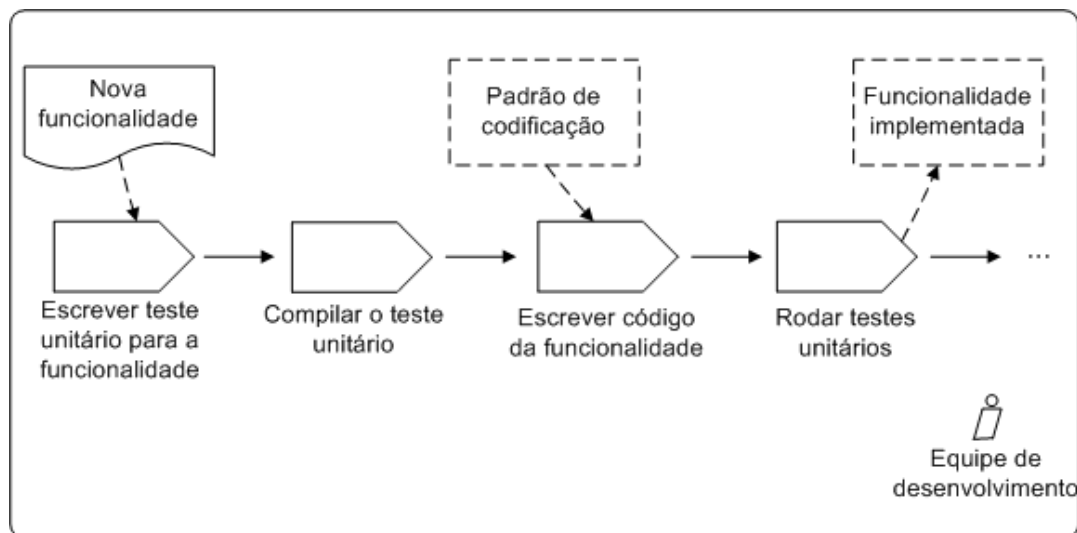 Nova
funcionalidade
Padrão de
codificação
Funcionalidade
implementada
...
Escrever teste
unitário para a
funcionalidade
Compilar o teste
unitário
Escrever código
da funcionalidade
Rodar testes
unitários
Equipe de
desenvolvimento